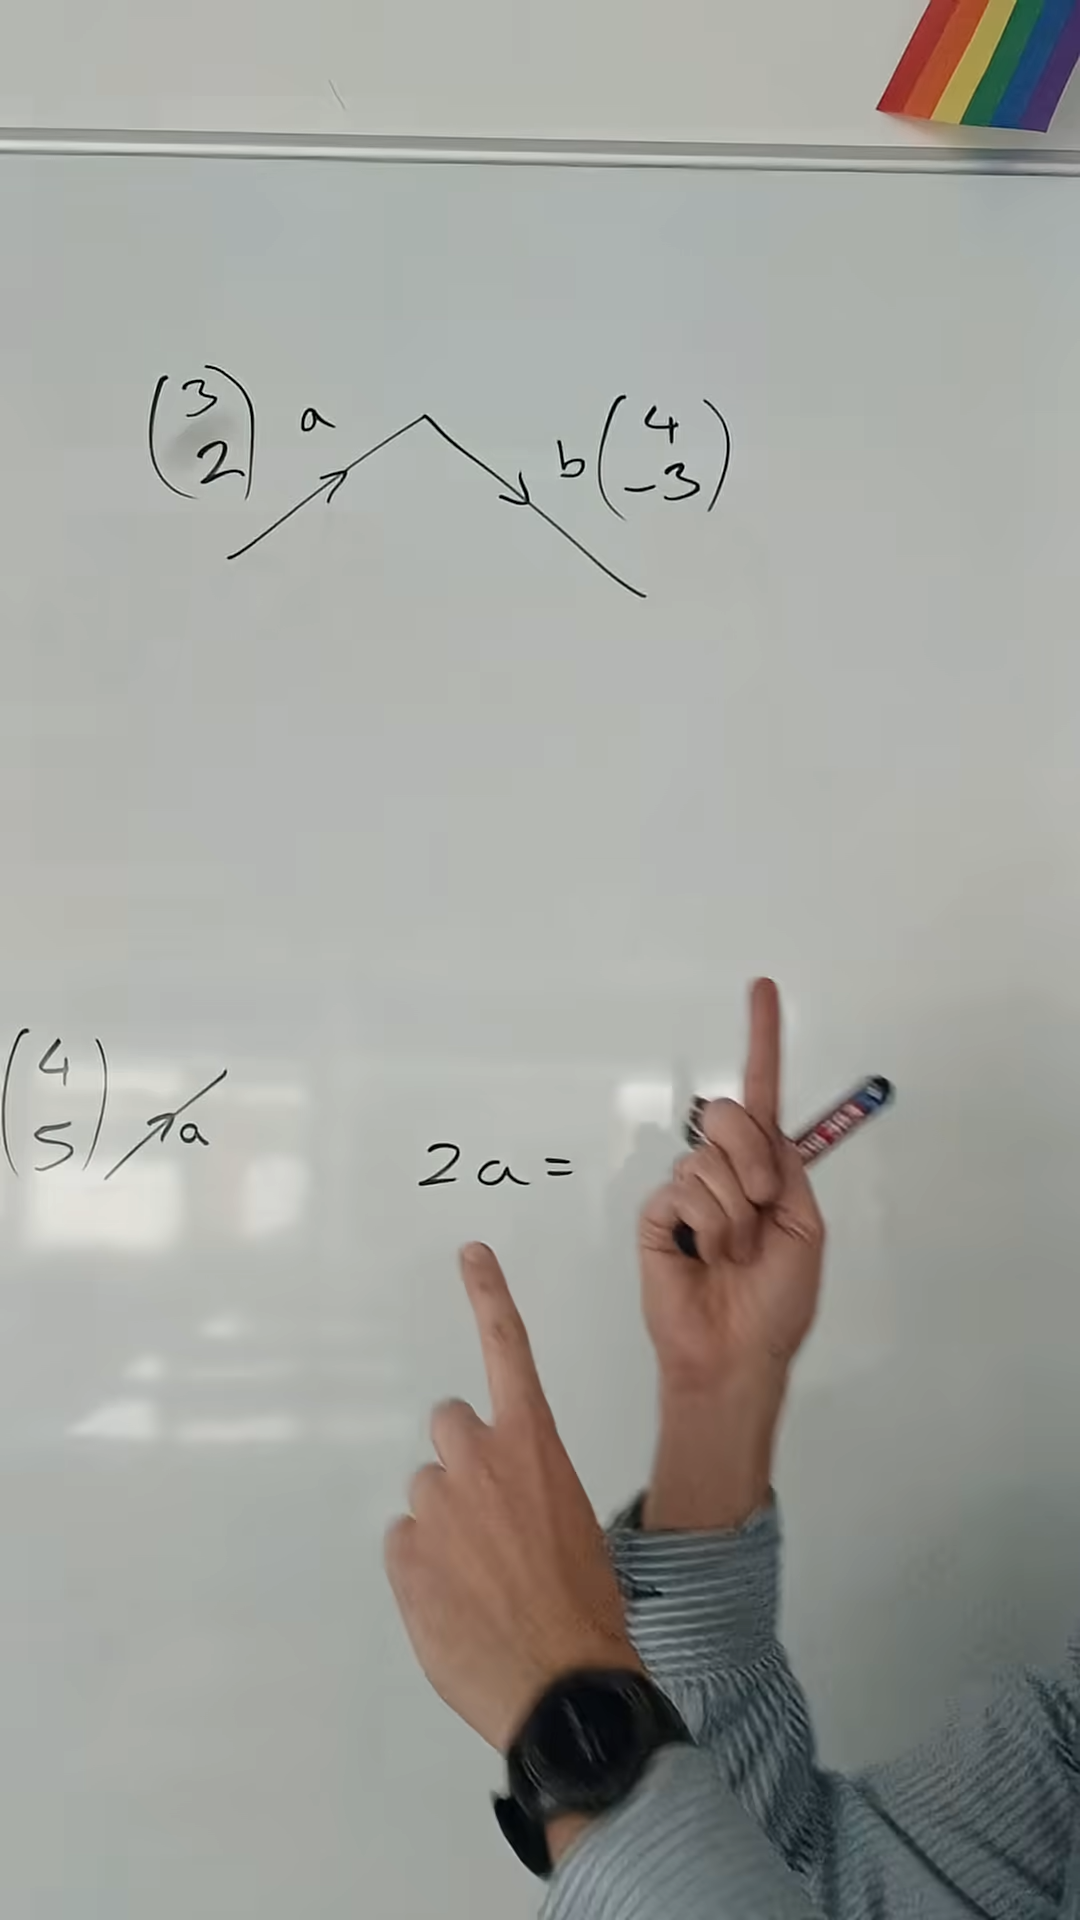 (3 2) a b (4 -3)
(4 5) a
2a =